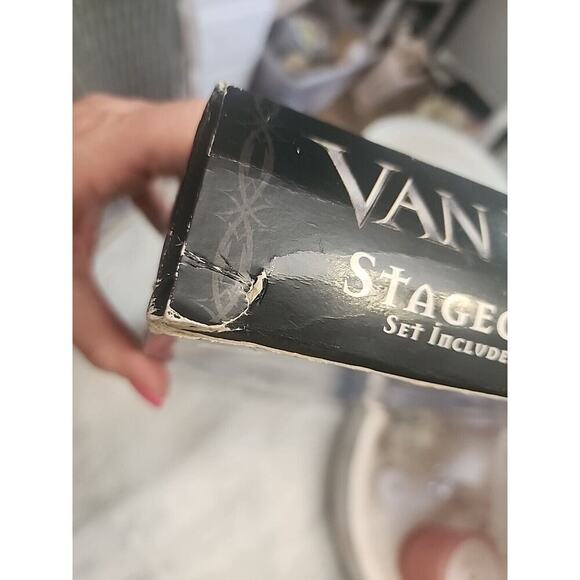 VAN
STAGEC
SET INCLUDE